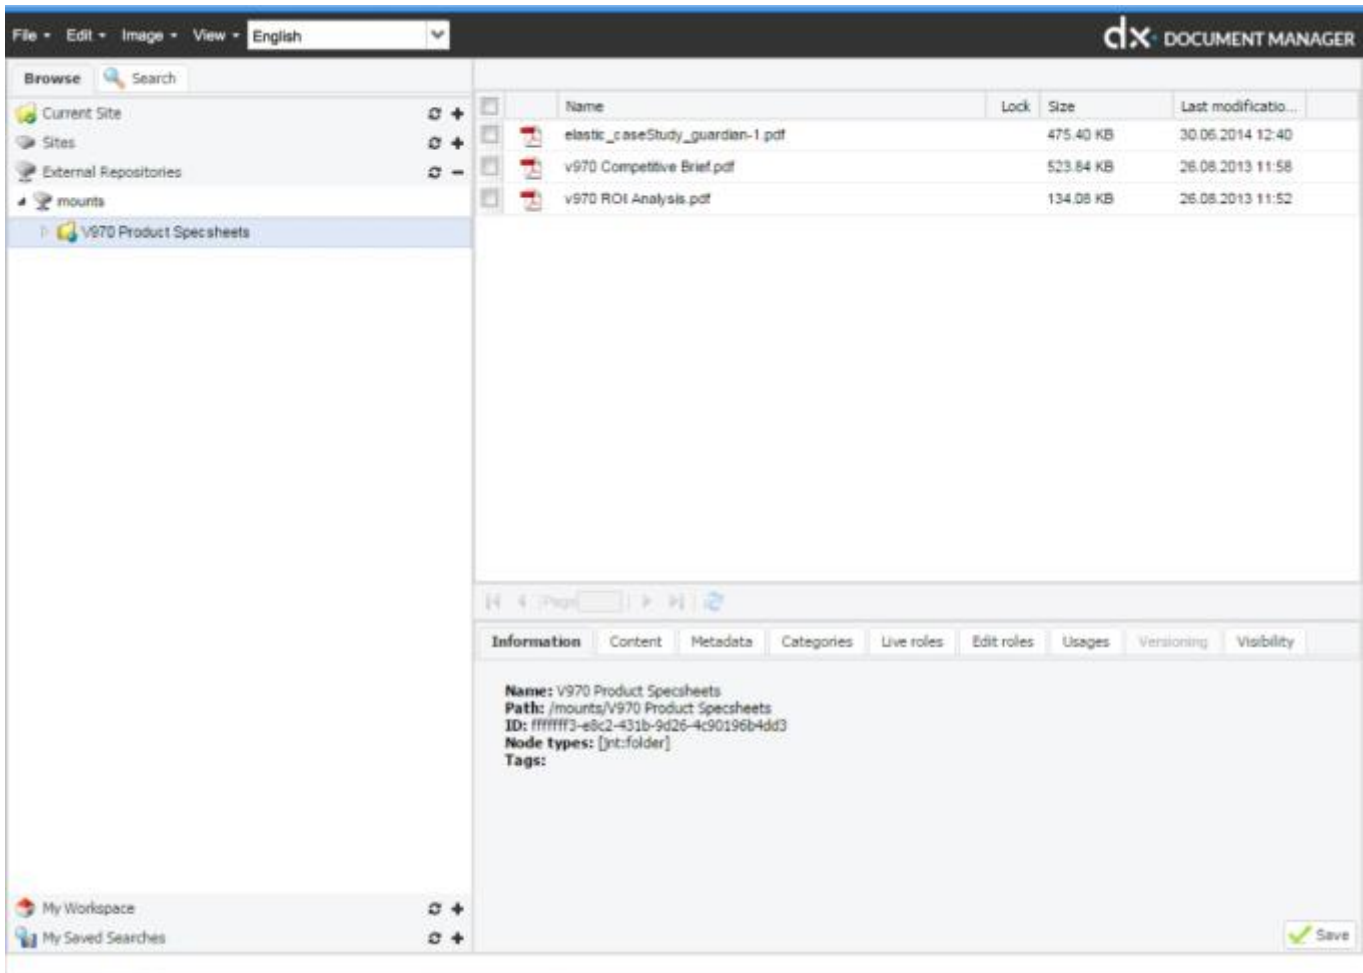 File Edit Image View English
dx DOCUMENT MANAGER
Browse Search
Current Site
Sites
External Repositories
mounts
V970 Product Specsheets
Name Lock Size Last modificatio...
elastic_caseStudy_guardian-1.pdf 475.40 KB 30.06.2014 12:40
v970 Competitive Brief.pdf 523.84 KB 26.08.2013 11:58
v970 ROI Analysis.pdf 134.08 KB 26.08.2013 11:52
Page
Information Content Metadata Categories Live roles Edit roles Usages Versioning Visibility
Name: V970 Product Specsheets
Path: /mounts/V970 Product Specsheets
ID: fffffff3-e8c2-431b-9d26-4c90196b4dd3
Node types: [jnt:folder]
Tags:
My Workspace
My Saved Searches
Save